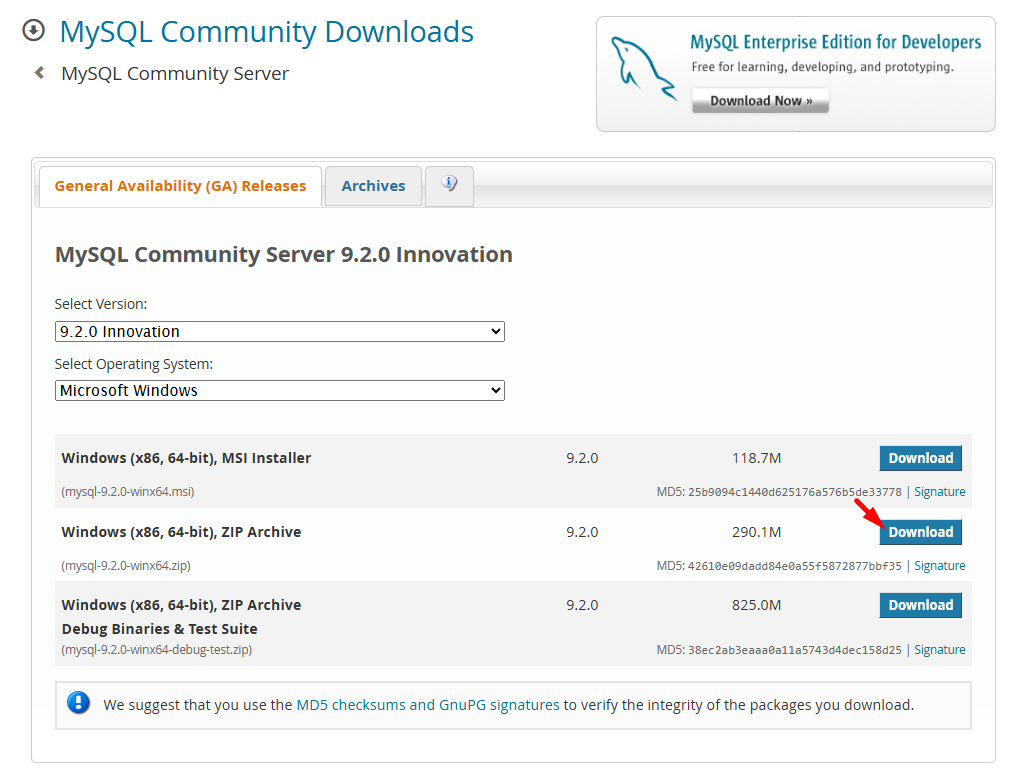 MySQL Community Downloads
MySQL Community Server
MySQL Enterprise Edition for Developers
Free for learning, developing, and prototyping.
Download Now »
General Availability (GA) Releases
Archives
MySQL Community Server 9.2.0 Innovation
Select Version:
9.2.0 Innovation
Select Operating System:
Microsoft Windows
Windows (x86, 64-bit), MSI Installer 9.2.0 118.7M Download
(mysql-9.2.0-winx64.msi) MD5: 25b9094c1440d625176a576b5de33778 | Signature
Windows (x86, 64-bit), ZIP Archive 9.2.0 290.1M Download
(mysql-9.2.0-winx64.zip) MD5: 42610e09dadd84e0a55f5872877bbf35 | Signature
Windows (x86, 64-bit), ZIP Archive 9.2.0 825.0M Download
Debug Binaries & Test Suite
(mysql-9.2.0-winx64-debug-test.zip) MD5: 38ec2ab3eaaa0a11a5743d4dec158d25 | Signature
We suggest that you use the MD5 checksums and GnuPG signatures to verify the integrity of the packages you download.